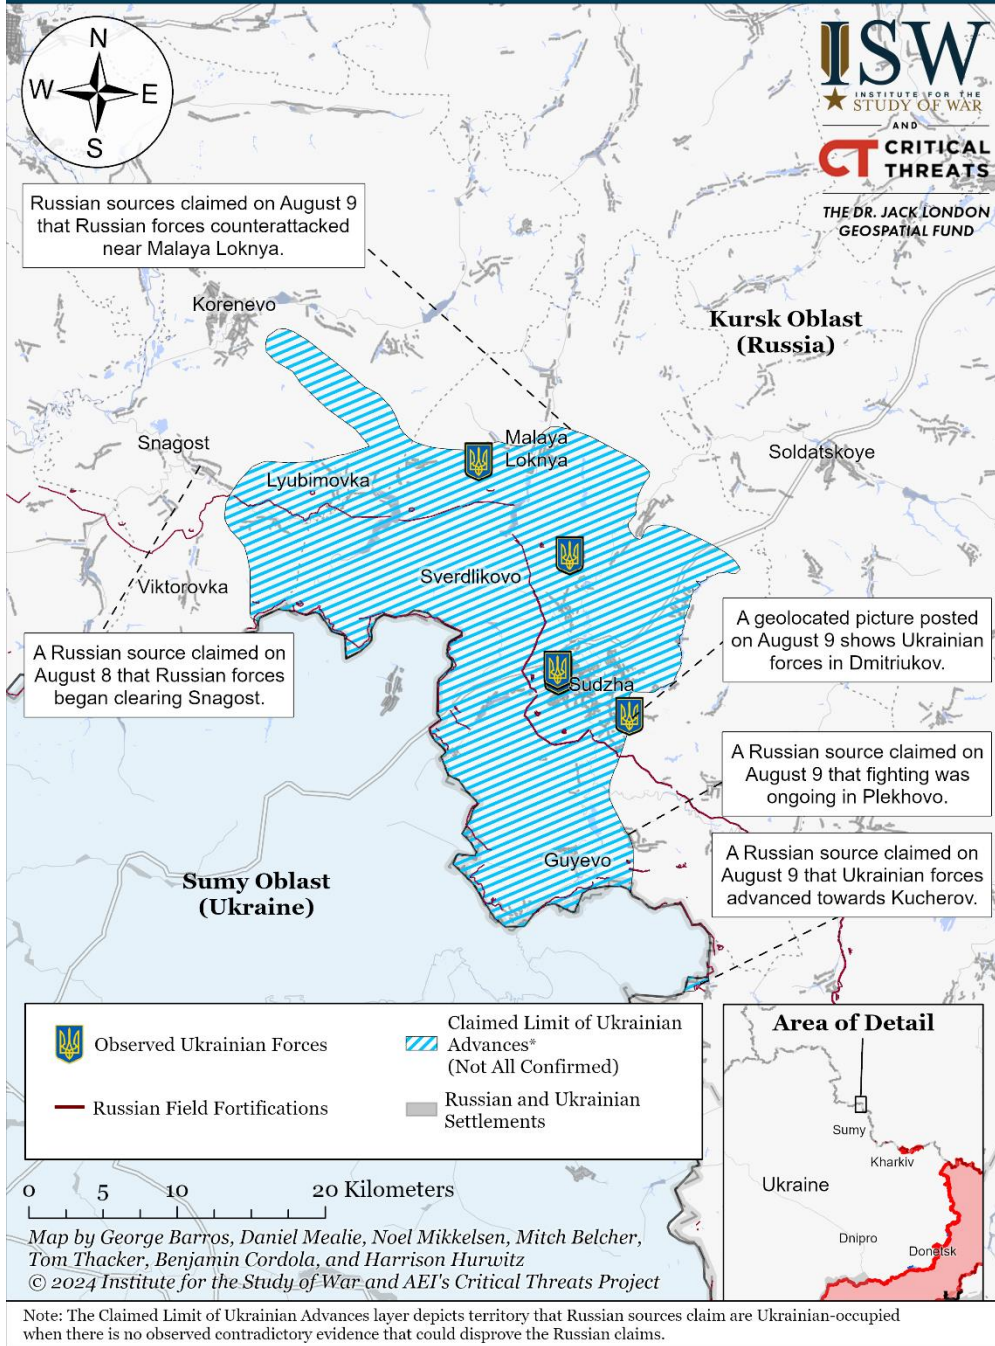 N
W
E
S
ISW
INSTITUTE FOR THE
STUDY OF WAR
AND
CT CRITICAL
THREATS
THE DR. JACK LONDON
GEOSPATIAL FUND
Russian sources claimed on August 9
that Russian forces counterattacked
near Malaya Loknya.
Korenevo
Kursk Oblast
(Russia)
Snagost
Malaya
Loknya
Soldatskoye
Lyubimovka
Viktorovka
Sverdlikovo
A geolocated picture posted
on August 9 shows Ukrainian
forces in Dmitriukov.
A Russian source claimed on
August 8 that Russian forces
began clearing Snagost.
Sudzha
A Russian source claimed on
August 9 that fighting was
ongoing in Plekhovo.
Guyevo
A Russian source claimed on
August 9 that Ukrainian forces
advanced towards Kucherov.
Sumy Oblast
(Ukraine)
Observed Ukrainian Forces
Claimed Limit of Ukrainian
Advances*
(Not All Confirmed)
Russian Field Fortifications
Russian and Ukrainian
Settlements
Area of Detail
Sumy
Kharkiv
Ukraine
Dnipro
Donetsk
0 5 10 20 Kilometers
Map by George Barros, Daniel Mealie, Noel Mikkelsen, Mitch Belcher,
Tom Thacker, Benjamin Cordola, and Harrison Hurwitz
© 2024 Institute for the Study of War and AEI's Critical Threats Project
Note: The Claimed Limit of Ukrainian Advances layer depicts territory that Russian sources claim are Ukrainian-occupied
when there is no observed contradictory evidence that could disprove the Russian claims.